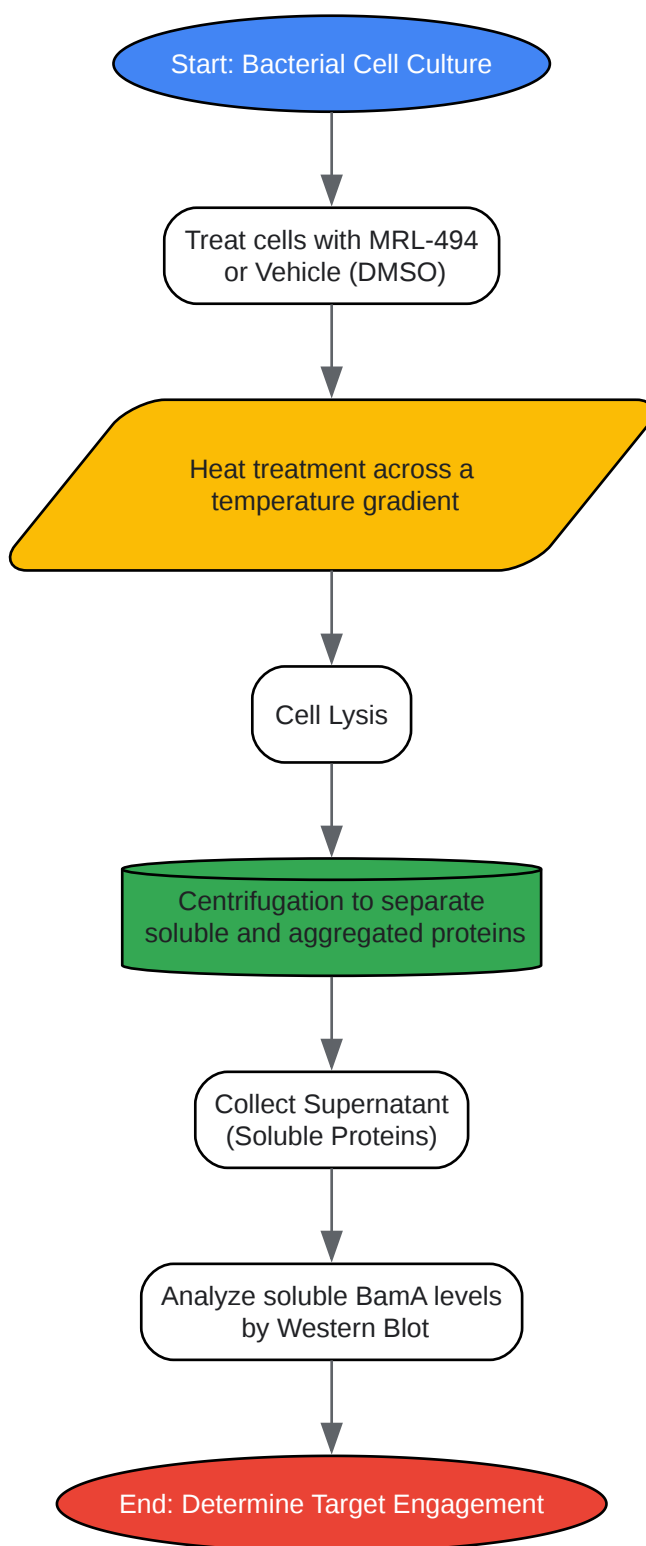 Start: Bacterial Cell Culture
Treat cells with MRL-494
or Vehicle (DMSO)
Heat treatment across a
temperature gradient
Cell Lysis
Centrifugation to separate
soluble and aggregated proteins
Collect Supernatant
(Soluble Proteins)
Analyze soluble BamA levels
by Western Blot
End: Determine Target Engagement